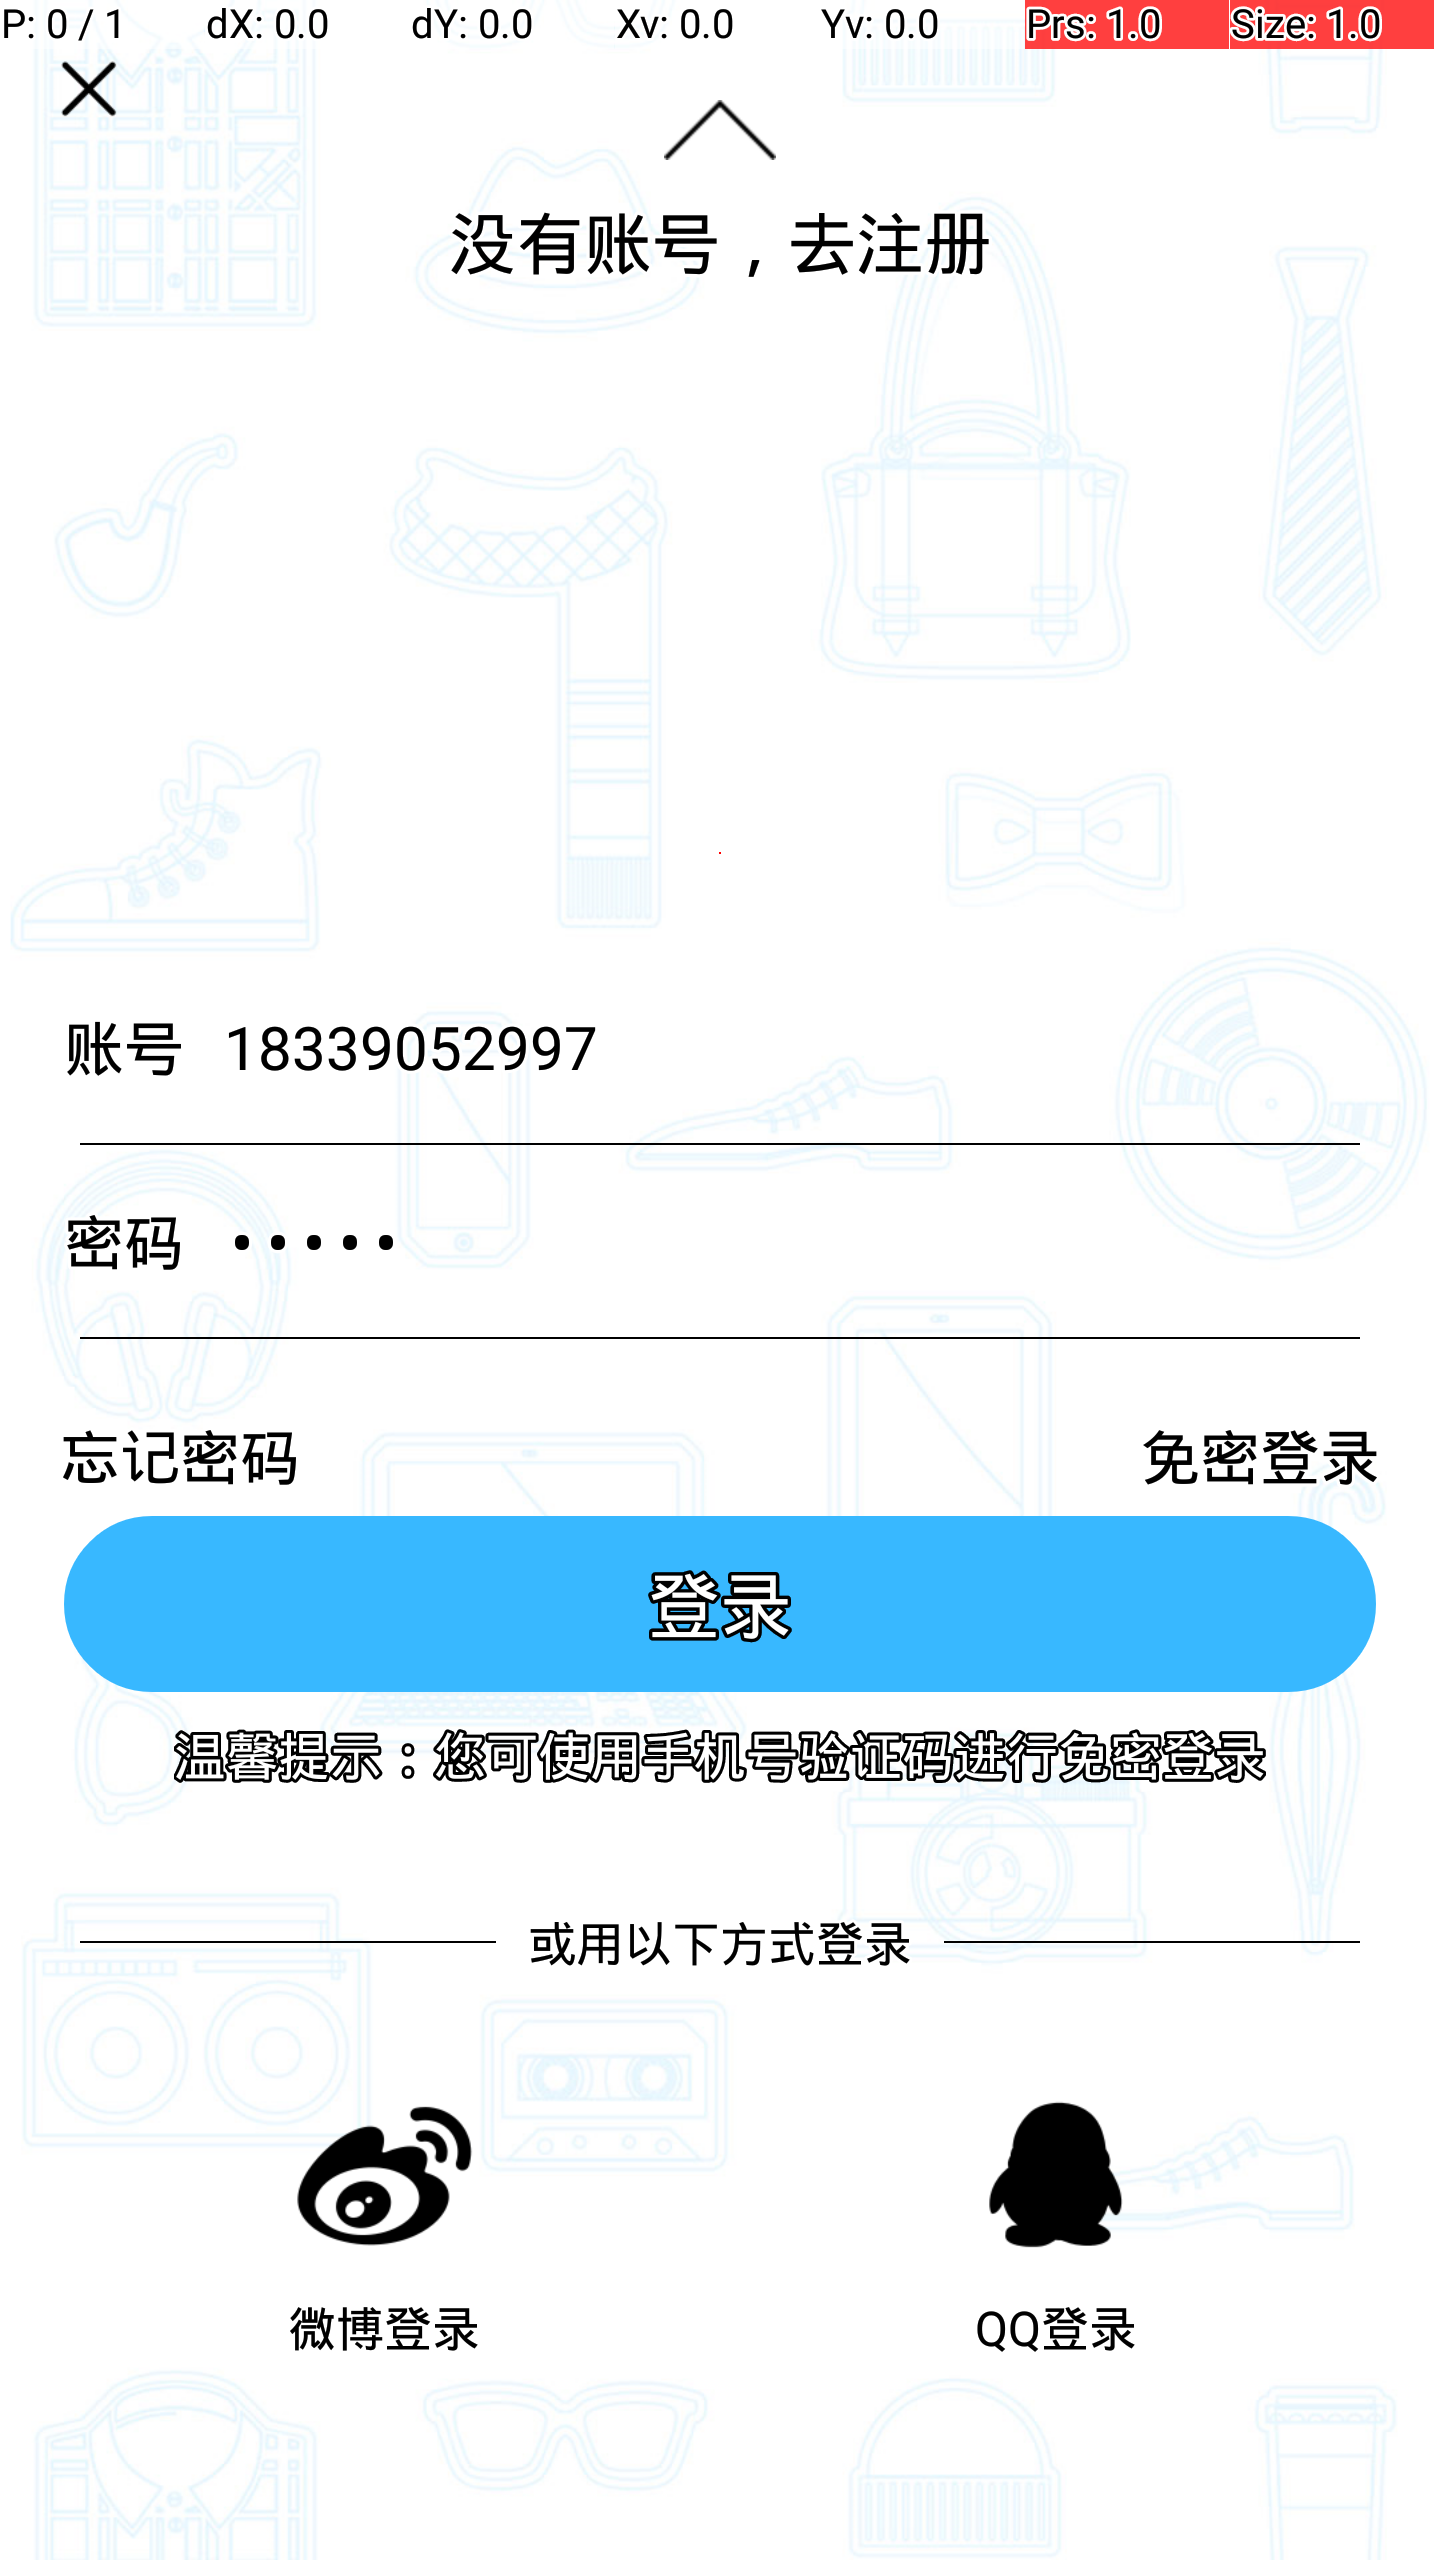 P: 0 / 1 dX: 0.0 dY: 0.0 Xv: 0.0 Yv: 0.0 Prs: 1.0 Size: 1.0
没有账号，去注册
账号 18339052997
密码 •••••
忘记密码 免密登录
登录
温馨提示：您可使用手机号验证码进行免密登录
或用以下方式登录
微博登录 QQ登录